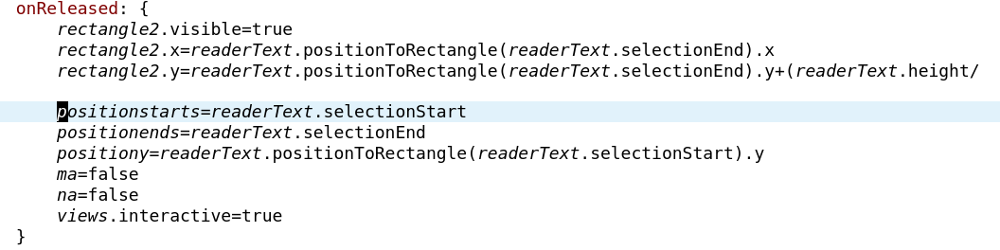 onReleased: {
rectangle2.visible=true
rectangle2.x=readerText.positionToRectangle(readerText.selectionEnd).x
rectangle2.y=readerText.positionToRectangle(readerText.selectionEnd).y+(readerText.height/
positionstarts=readerText.selectionStart
positionends=readerText.selectionEnd
positiony=readerText.positionToRectangle(readerText.selectionStart).y
ma=false
na=false
views.interactive=true
}